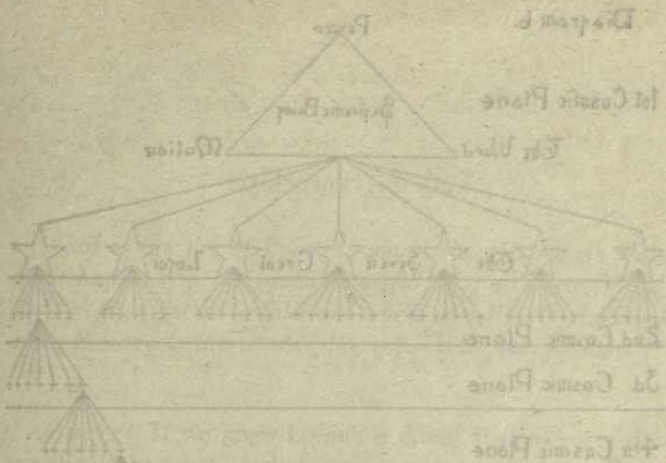 Diagram 6.
Power
1st Cosmic Plane
Supreme Being
The Word Motion
The Seven Great Logoi
2nd Cosmic Plane
3d Cosmic Plane
4th Cosmic Plane